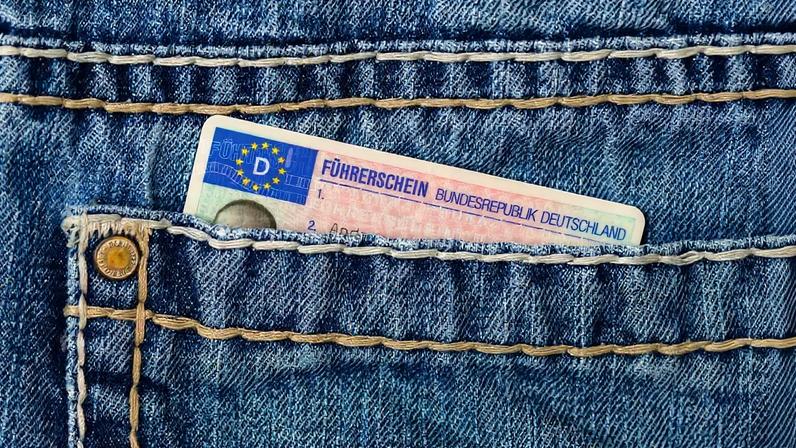 D
FÜHRERSCHEIN BUNDESREPUBLIK DEUTSCHLAND
1.
2